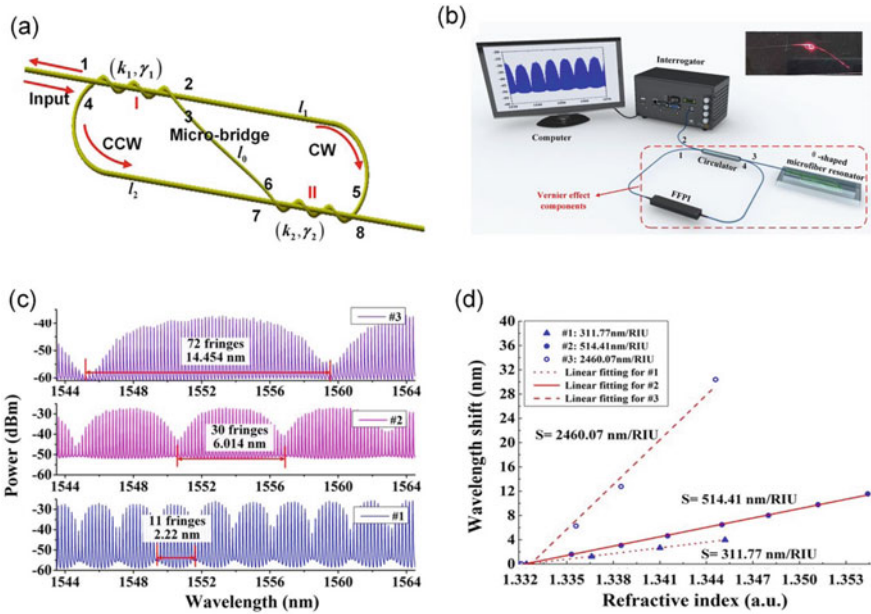 (a)
1
(k₁, γ₁)
2
Input
4
I
3
l₁
Micro-bridge
CCW
CW
l₀
l₂
6
II
5
7
(k₂, γ₂)
8
(b)
Interrogator
Computer
2
1
Circulator
3
4
8-shaped
microfiber resonator
Vernier effect
components
FFPI
(c)
Power (dBm)
-40
-50
-60
#3
72 fringes
14.454 nm
1544 1548 1552 1556 1560 1564
-30
-40
-50
#2
30 fringes
6.014 nm
1544 1548 1552 1556 1560 1564
-30
-40
-50
-60
#1
11 fringes
2.22 nm
1544 1548 1552 1556 1560 1564
Wavelength (nm)
(d)
Wavelength shift (nm)
40
36
32
28
24
20
16
12
8
4
0
#1: 311.77nm/RIU
#2: 514.41nm/RIU
#3: 2460.07nm/RIU
Linear fitting for #1
Linear fitting for #2
Linear fitting for #3
S= 2460.07 nm/RIU
S= 514.41 nm/RIU
S= 311.77 nm/RIU
1.332 1.335 1.338 1.341 1.344 1.347 1.350 1.353
Refractive index (a.u.)